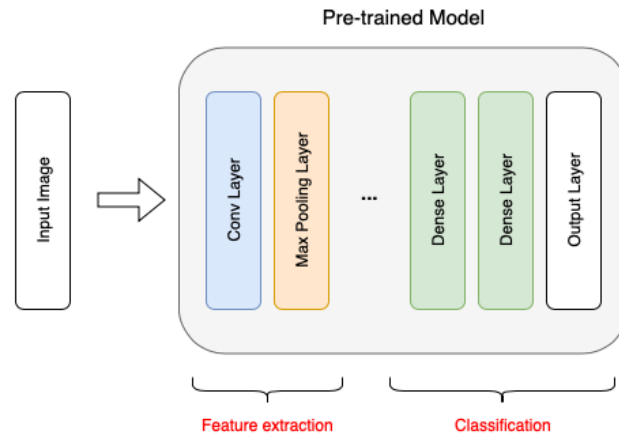 Pre-trained Model
Input Image
Conv Layer
Max Pooling Layer
...
Dense Layer
Dense Layer
Output Layer
Feature extraction
Classification